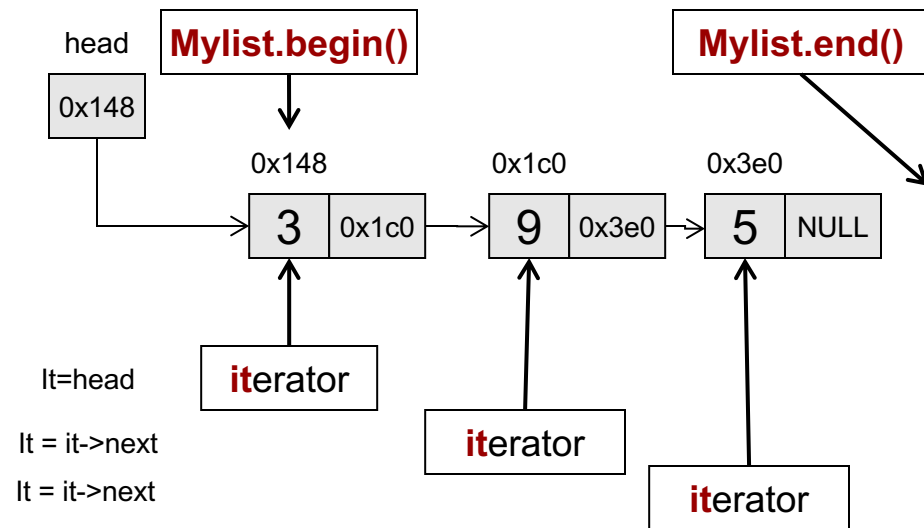 head
Mylist.begin()
Mylist.end()
0x148
0x148
0x1c0
0x3e0
3
0x1c0
9
0x3e0
5
NULL
It=head
iterator
It = it->next
iterator
It = it->next
iterator